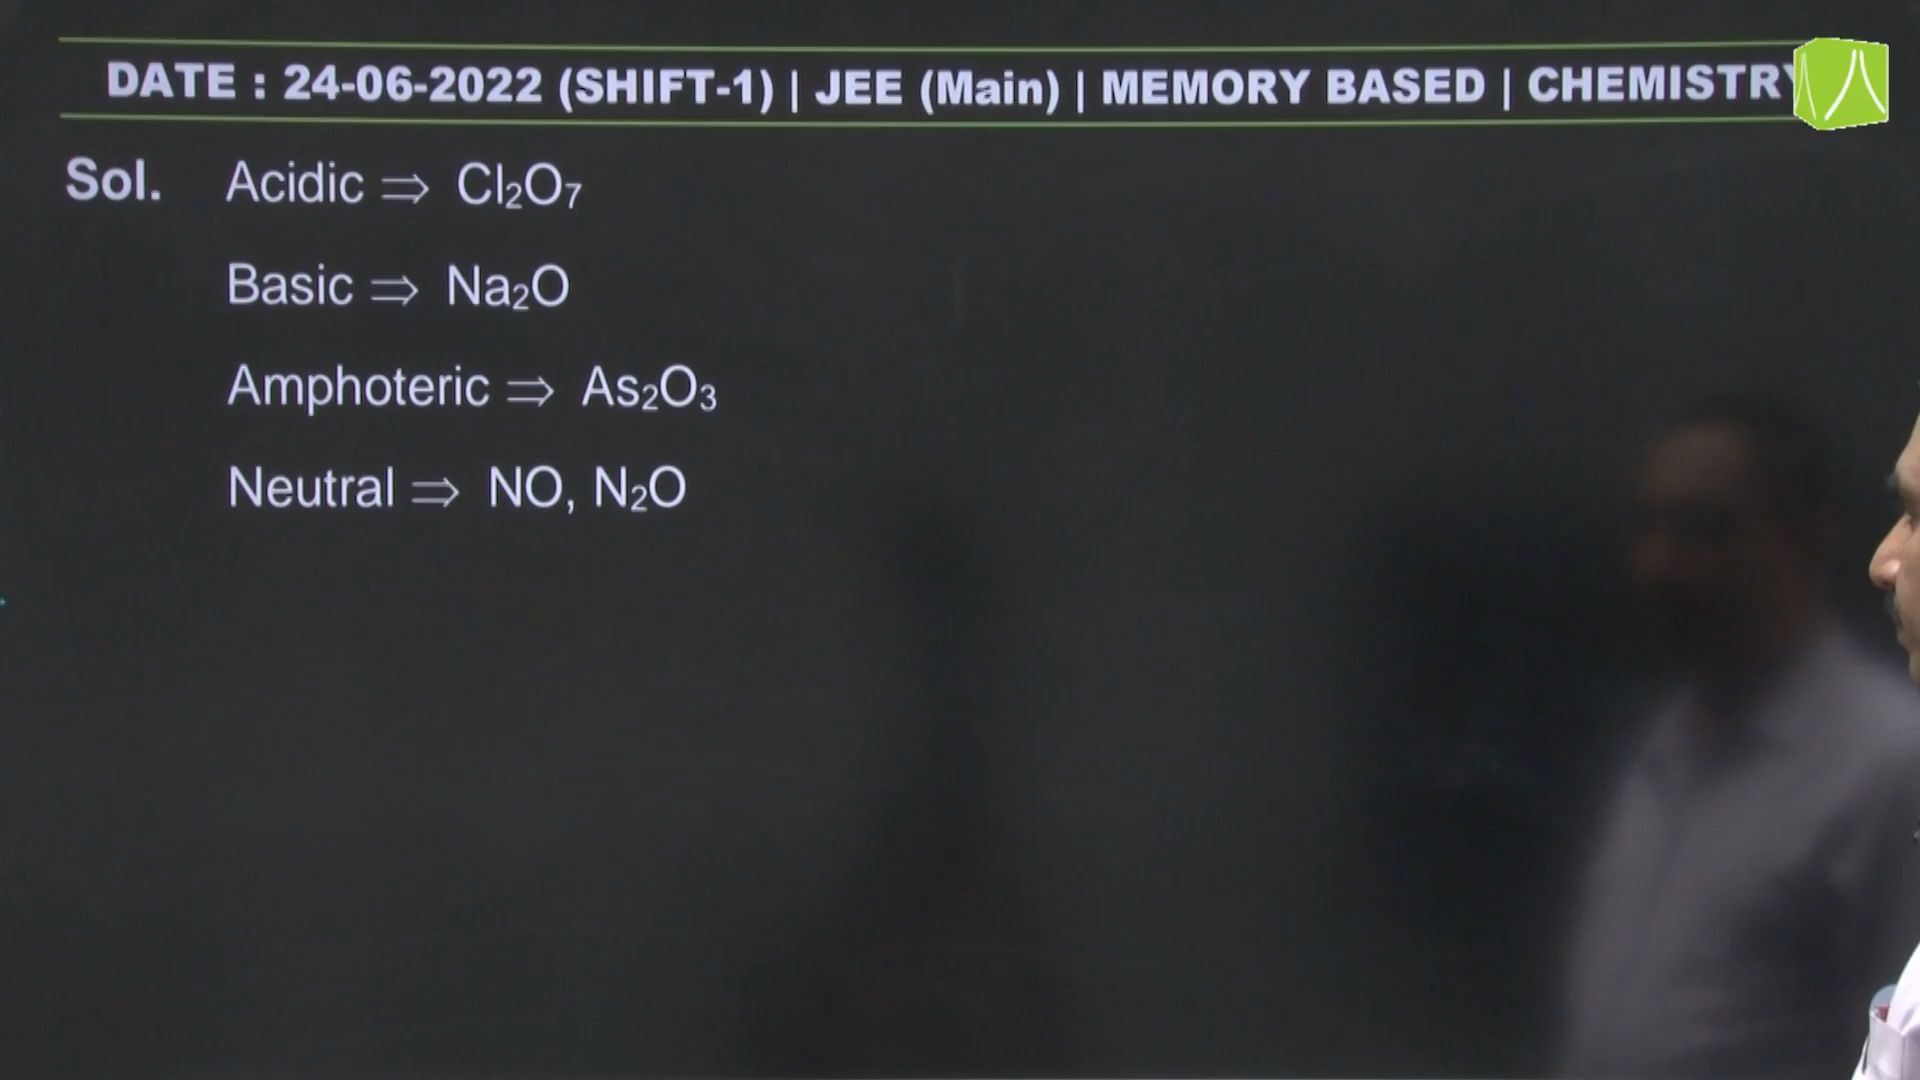 DATE : 24-06-2022 (SHIFT-1) | JEE (Main) | MEMORY BASED | CHEMISTRY
Sol. Acidic ⇒ Cl₂O₇
Basic ⇒ Na₂O
Amphoteric ⇒ As₂O₃
Neutral ⇒ NO, N₂O